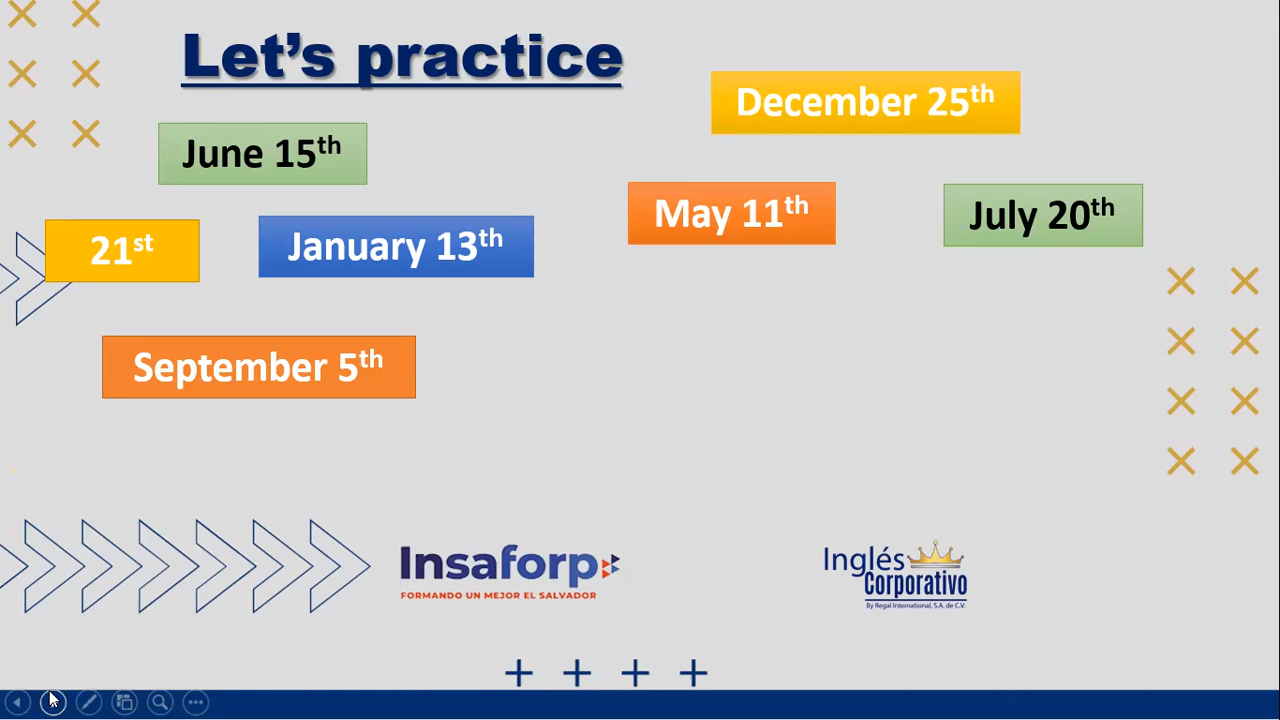 Let's practice
December 25th
June 15th
May 11th
July 20th
21st
January 13th
September 5th
Insaforp
FORMANDO UN MEJOR EL SALVADOR
Inglés
Corporativo
By Regal International, S.A. de C.V.